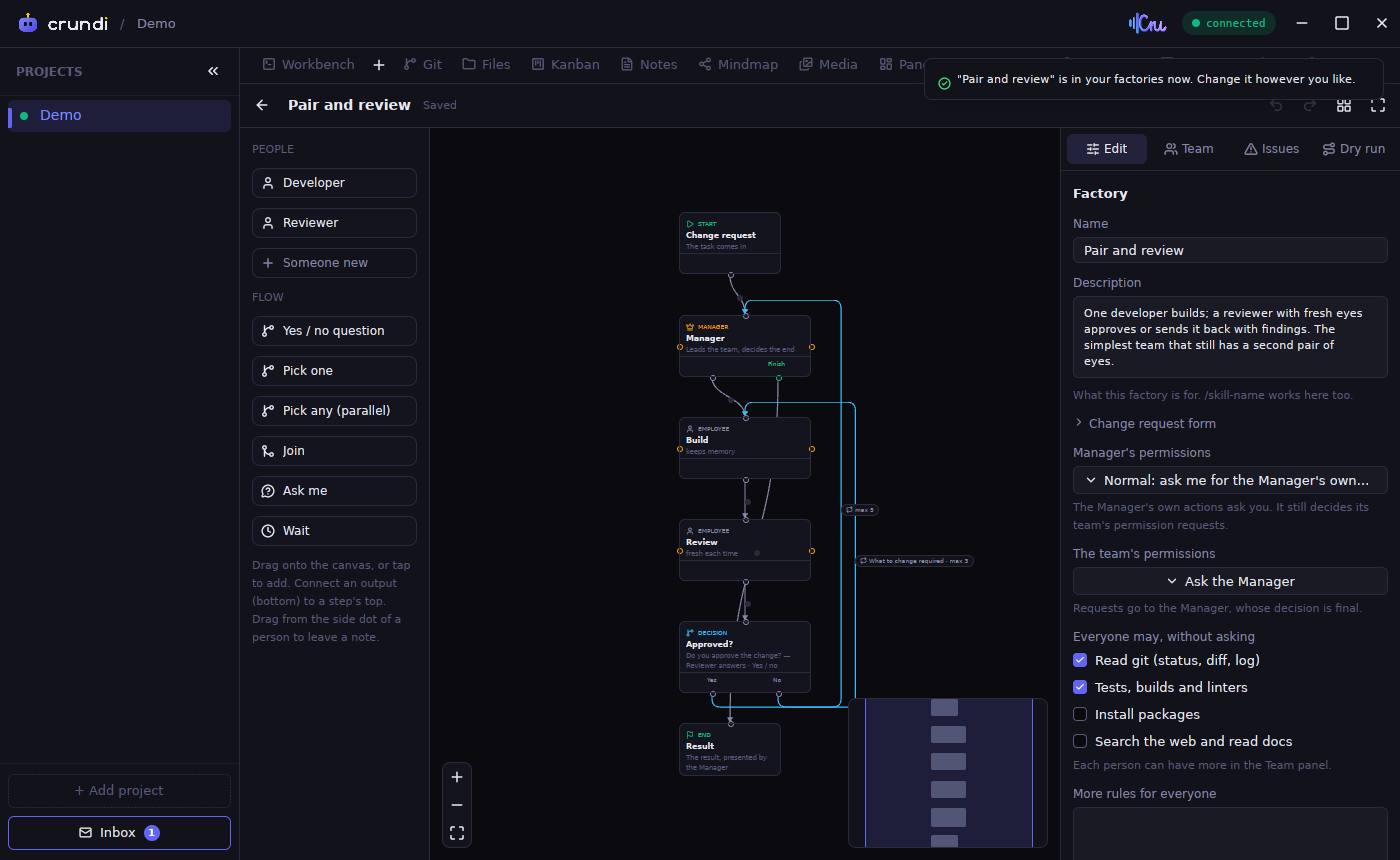 crundi / Demo
Cru
connected
PROJECTS
Workbench
Git
Files
Kanban
Notes
Mindmap
Media
"Pair and review" is in your factories now. Change it however you like.
Demo
Pair and review
Saved
PEOPLE
Developer
Reviewer
Someone new
FLOW
Yes / no question
Pick one
Pick any (parallel)
Join
Ask me
Wait
Drag onto the canvas, or tap
to add. Connect an output
(bottom) to a step's top.
Drag from the side dot of a
person to leave a note.
START
Change request
The task comes in
MANAGER
Manager
Leads the team, decides the end
Finish
EMPLOYEE
Build
keeps memory
max 5
EMPLOYEE
Review
fresh each time
What to change required · max 3
DECISION
Approved?
Do you approve the change? —
Reviewer answers · Yes / no
Yes
No
END
Result
The result, presented by
the Manager
Edit
Team
Issues
Dry run
Factory
Name
Pair and review
Description
One developer builds; a reviewer with fresh eyes
approves or sends it back with findings. The
simplest team that still has a second pair of
eyes.
What this factory is for. /skill-name works here too.
Change request form
Manager's permissions
Normal: ask me for the Manager's own...
The Manager's own actions ask you. It still decides its
team's permission requests.
The team's permissions
Ask the Manager
Requests go to the Manager, whose decision is final.
Everyone may, without asking
Read git (status, diff, log)
Tests, builds and linters
Install packages
Search the web and read docs
Each person can have more in the Team panel.
More rules for everyone
+ Add project
Inbox 1